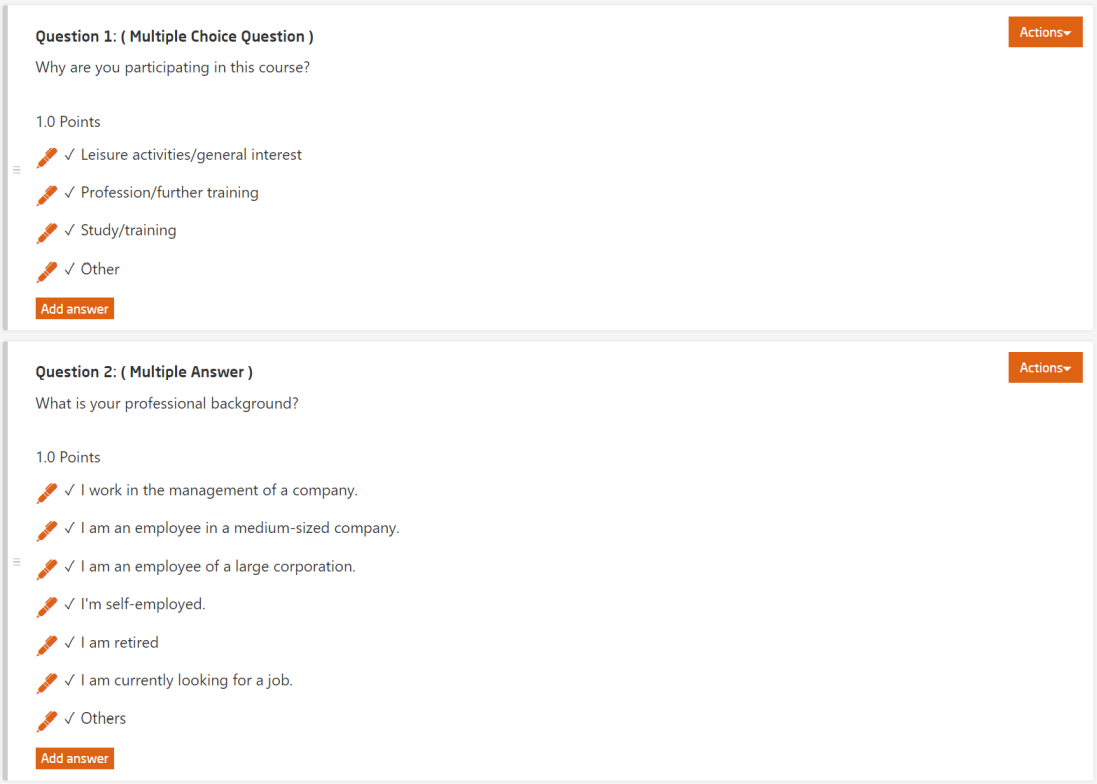 Question 1: ( Multiple Choice Question )
Actions
Why are you participating in this course?
1.0 Points
✓ Leisure activities/general interest
✓ Profession/further training
✓ Study/training
✓ Other
Add answer
Question 2: ( Multiple Answer )
Actions
What is your professional background?
1.0 Points
✓ I work in the management of a company.
✓ I am an employee in a medium-sized company.
✓ I am an employee of a large corporation.
✓ I'm self-employed.
✓ I am retired
✓ I am currently looking for a job.
✓ Others
Add answer